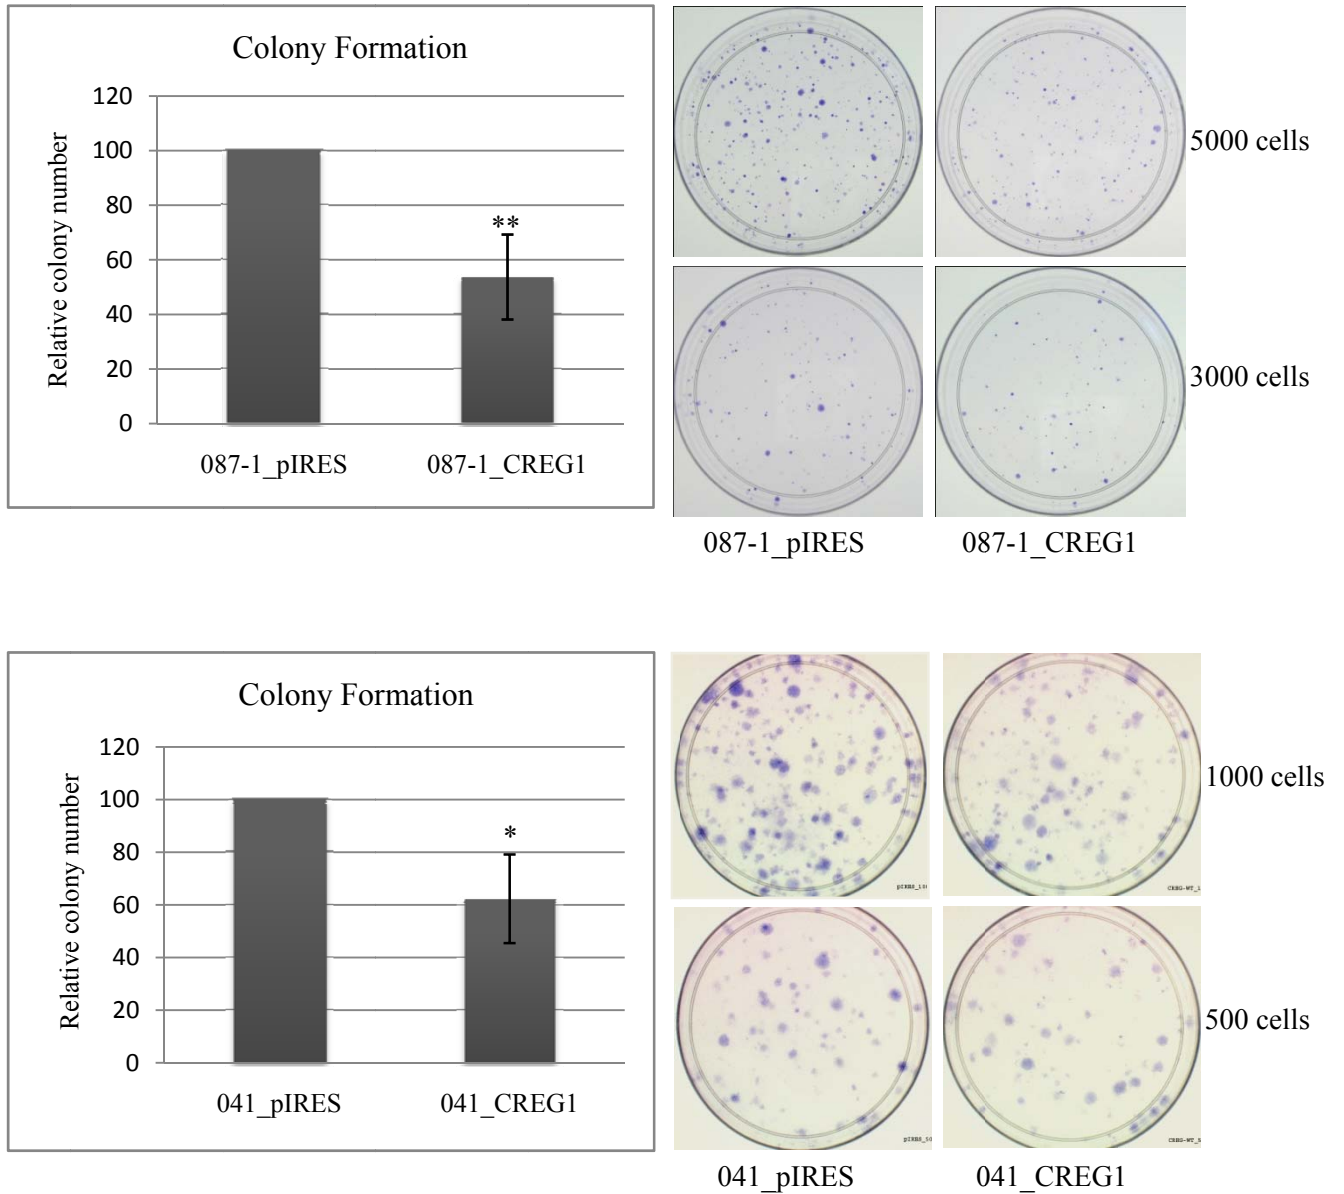 Colony Formation
Relative colony number
120
100
80
60
40
20
0
**
087-1_pIRES
087-1_CREG1
5000 cells
3000 cells
087-1_pIRES
087-1_CREG1
Colony Formation
Relative colony number
120
100
80
60
40
20
0
*
041_pIRES
041_CREG1
1000 cells
500 cells
041_pIRES
041_CREG1